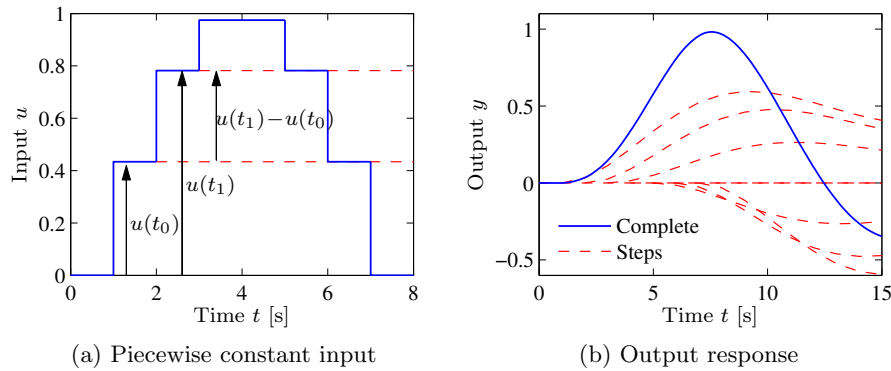 1
0.8
0.6
0.4
0.2
0
Input u
u(t₁)−u(t₀)
u(t₁)
u(t₀)
0 2 4 6 8
Time t [s]
(a) Piecewise constant input
1
0.5
0
−0.5
Output y
Complete
Steps
0 5 10 15
Time t [s]
(b) Output response